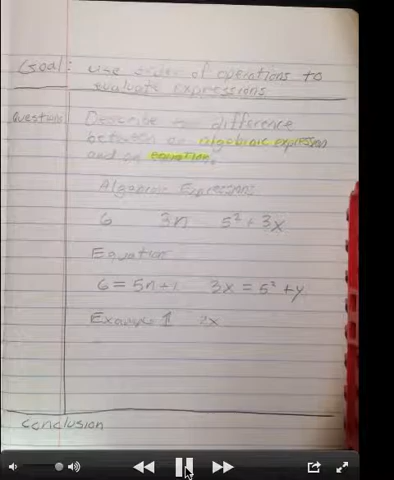 Goal: use order of operations to
evaluate expressions
Questions
Describe a difference
between an algebraic expression
and an equation.
Algebraic Expressions
6 3n 5² + 3x
Equation
6 = 5n + 1 3x = 5² + y
Example 1 2x
Conclusion